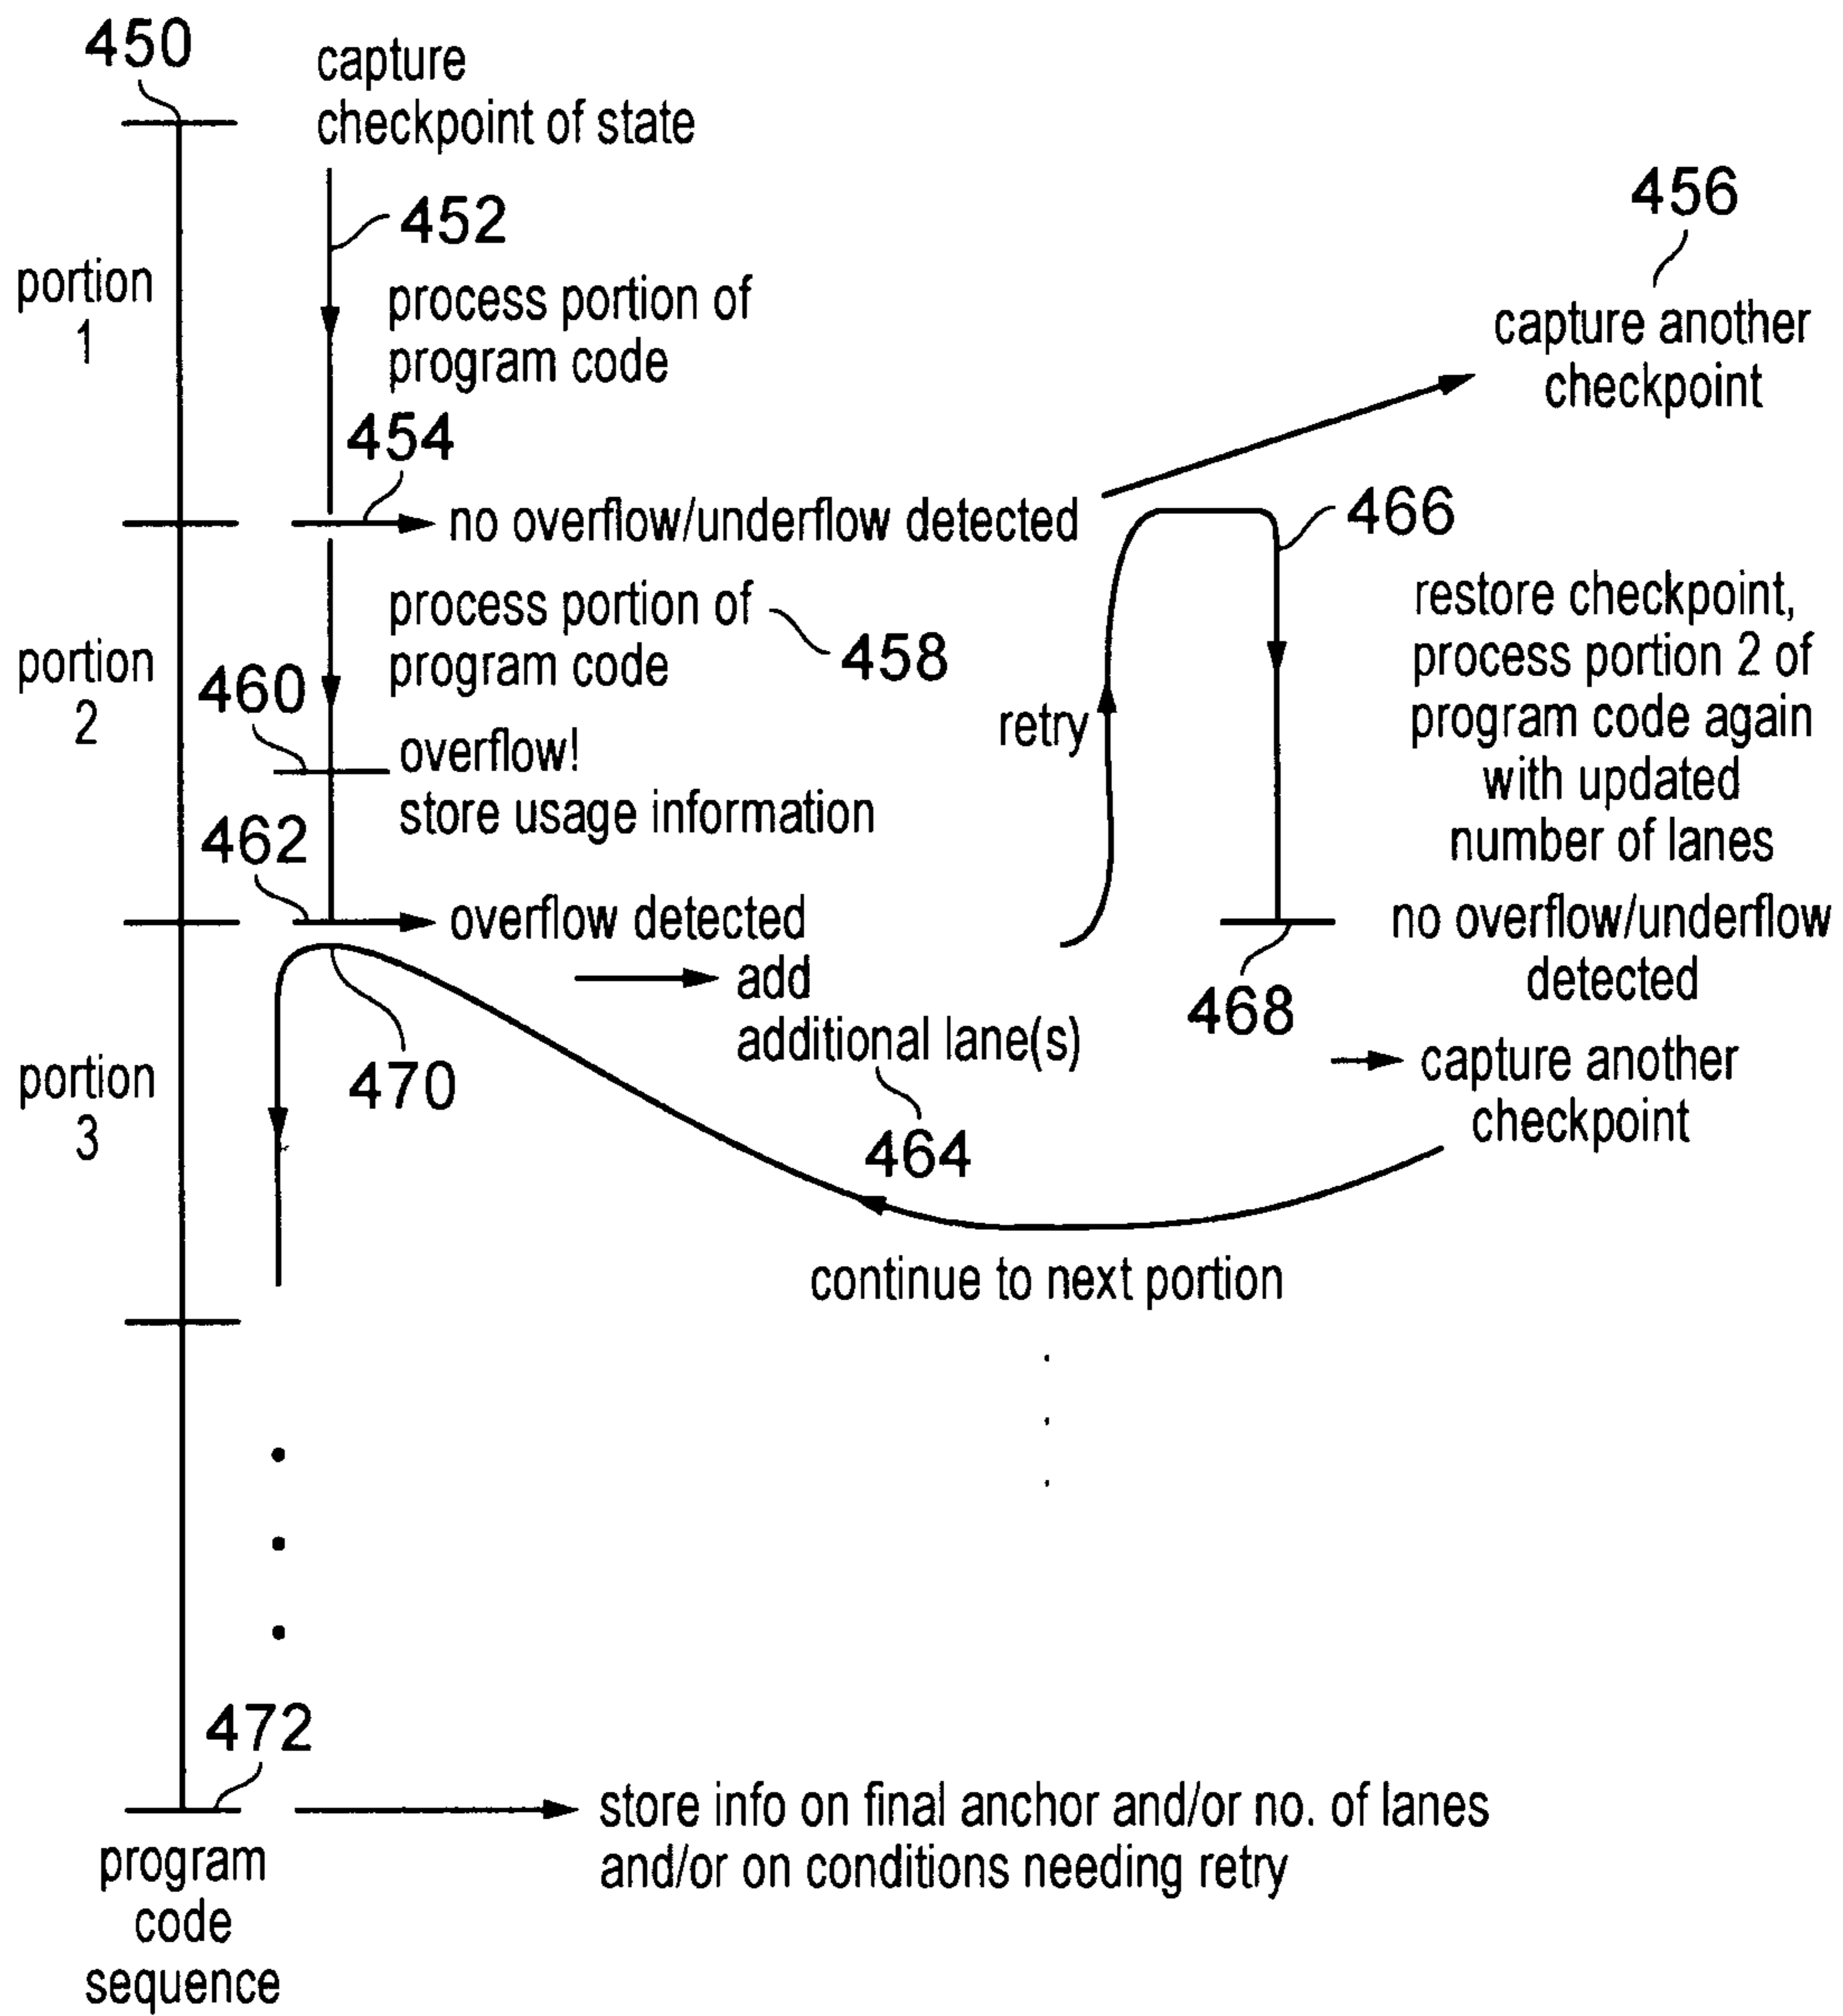 450
capture
checkpoint of state
452
456
portion
1
process portion of
program code
capture another
checkpoint
454
no overflow/underflow detected
466
portion
2
process portion of
program code
458
restore checkpoint,
process portion 2 of
program code again
with updated
number of lanes
460
retry
overflow!
store usage information
462
overflow detected
no overflow/underflow
detected
add
additional lane(s)
468
470
portion
3
capture another
checkpoint
464
continue to next portion
472
store info on final anchor and/or no. of lanes
and/or on conditions needing retry
program
code
sequence